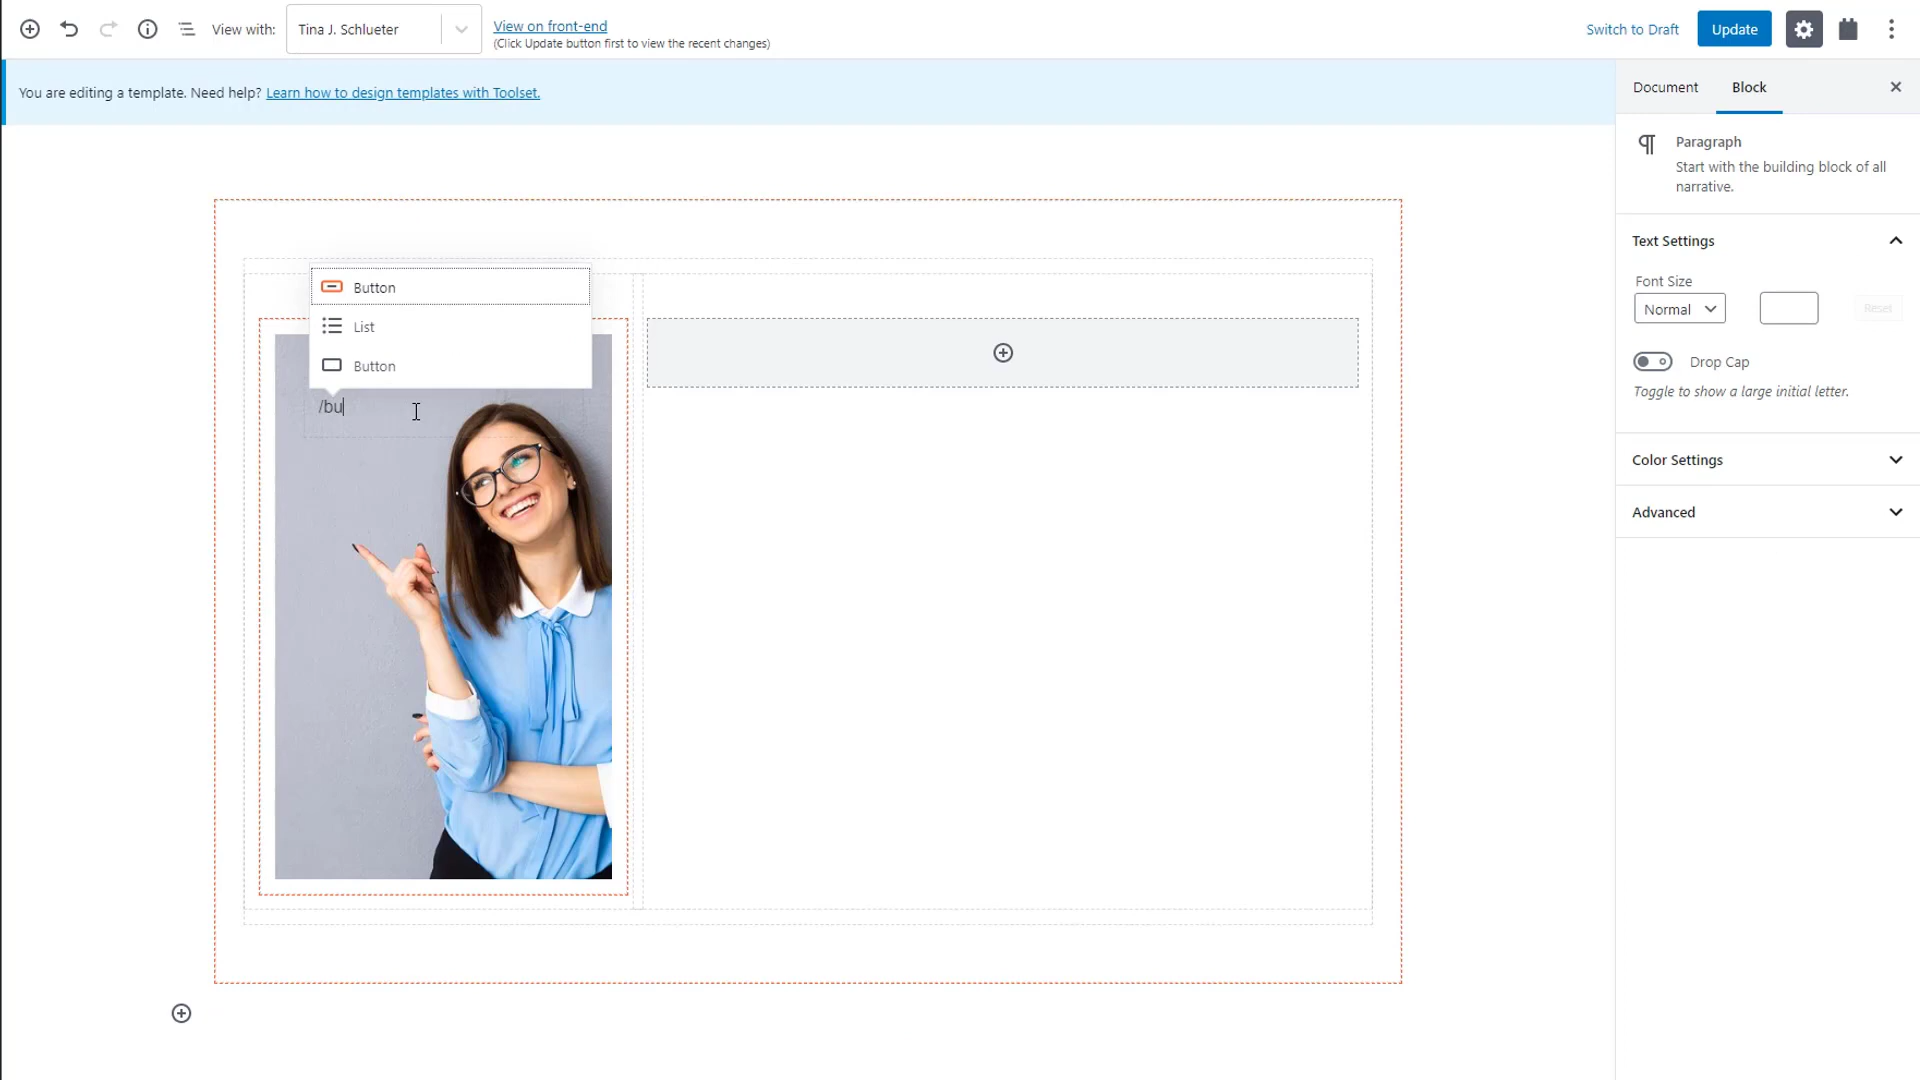 View with: Tina J. Schlueter View on front-end Switch to Draft Update
(Click Update button first to view the recent changes)
You are editing a template. Need help? Learn how to design templates with Toolset.
Document Block
Paragraph
Start with the building block of all
narrative.
Text Settings
Font Size
Normal Reset
Drop Cap
Toggle to show a large initial letter.
Color Settings
Advanced
Button
List
Button
/bu